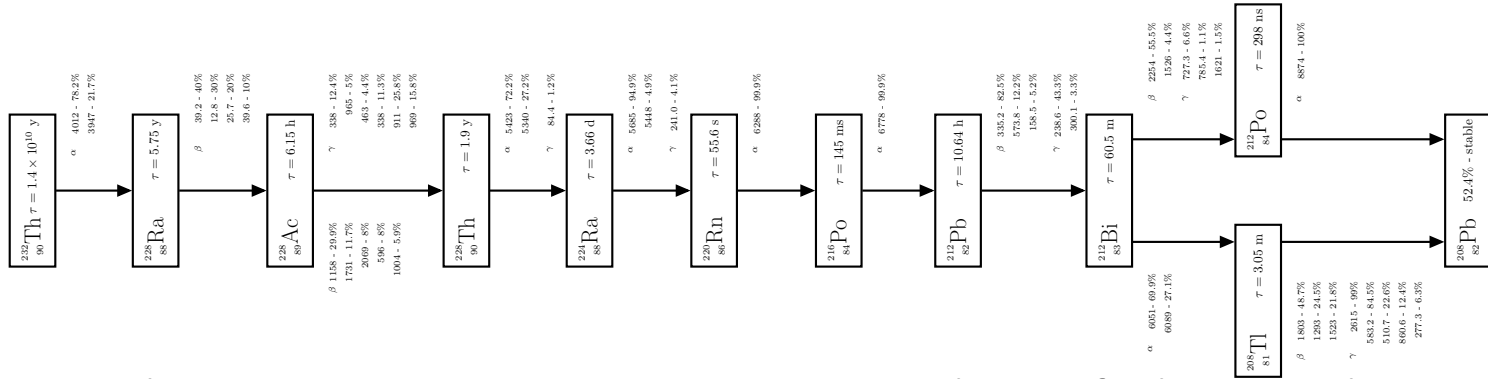 ²³²₉₀Th τ = 1.4 × 10¹⁰ y
α 4012 - 78.2%
3947 - 21.7%
²²⁸₈₈Ra τ = 5.75 y
β 39.2 - 40%
12.8 - 30%
25.7 - 20%
39.6 - 10%
²²⁸₈₉Ac τ = 6.15 h
β 1158 - 29.9%
1731 - 11.7%
2069 - 8%
596 - 8%
1004 - 5.9%
γ 338 - 12.4%
965 - 5%
463 - 4.4%
338 - 11.3%
911 - 25.8%
969 - 15.8%
²²⁸₉₀Th τ = 1.9 y
α 5423 - 72.2%
5340 - 27.2%
γ 84.4 - 1.2%
²²⁴₈₈Ra τ = 3.66 d
α 5685 - 94.9%
5448 - 4.9%
γ 241.0 - 4.1%
²²⁰₈₆Rn τ = 55.6 s
α 6288 - 99.9%
²¹⁶₈₄Po τ = 145 ms
α 6778 - 99.9%
²¹²₈₂Pb τ = 10.64 h
β 335.2 - 82.5%
573.8 - 12.2%
158.5 - 5.2%
γ 238.6 - 43.3%
300.1 - 3.3%
²¹²₈₃Bi τ = 60.5 m
α 6051- 69.9%
6089 - 27.1%
β 2254 - 55.5%
1526 - 4.4%
γ 727.3 - 6.6%
785.4 - 1.1%
1621 - 1.5%
²⁰⁸₈₁Tl τ = 3.05 m
²¹²₈₄Po τ = 298 ns
β 1803 - 48.7%
1293 - 24.5%
1523 - 21.8%
γ 2615 - 99%
583.2 - 84.5%
510.7 - 22.6%
860.6 - 12.4%
277.3 - 6.3%
α 8874 - 100%
²⁰⁸₈₂Pb 52.4% - stable